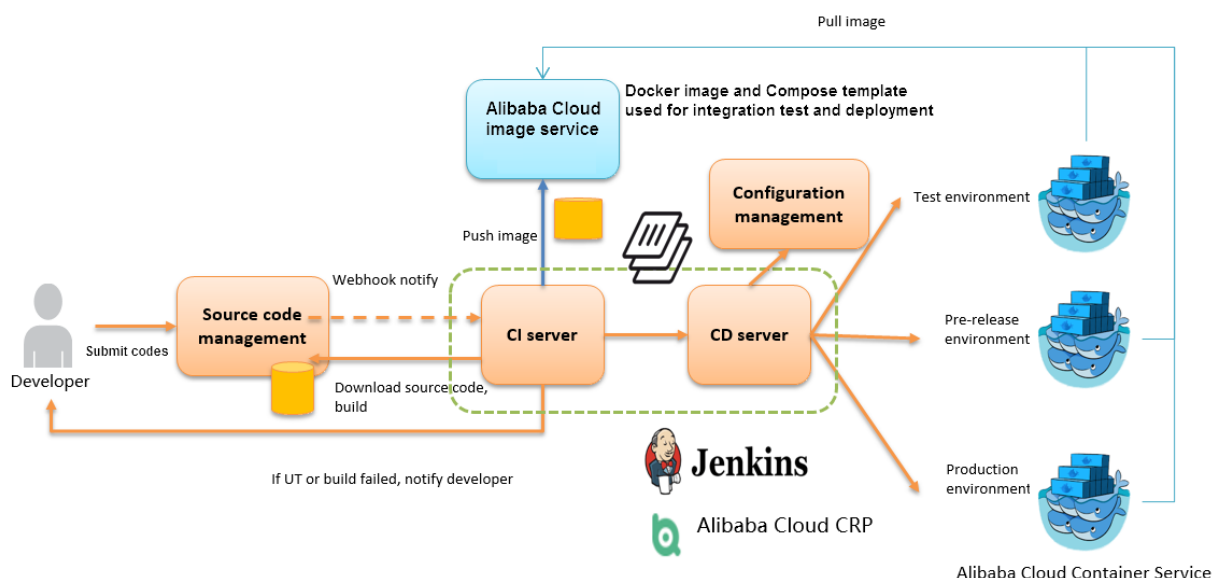 Pull image
Alibaba Cloud
image service
Docker image and Compose template
used for integration test and deployment
Configuration
management
Test environment
Push image
Webhook notify
Source code
management
CI server
CD server
Pre-release
environment
Submit codes
Developer
Download source code,
build
If UT or build failed, notify developer
Jenkins
Alibaba Cloud CRP
Production
environment
Alibaba Cloud Container Service